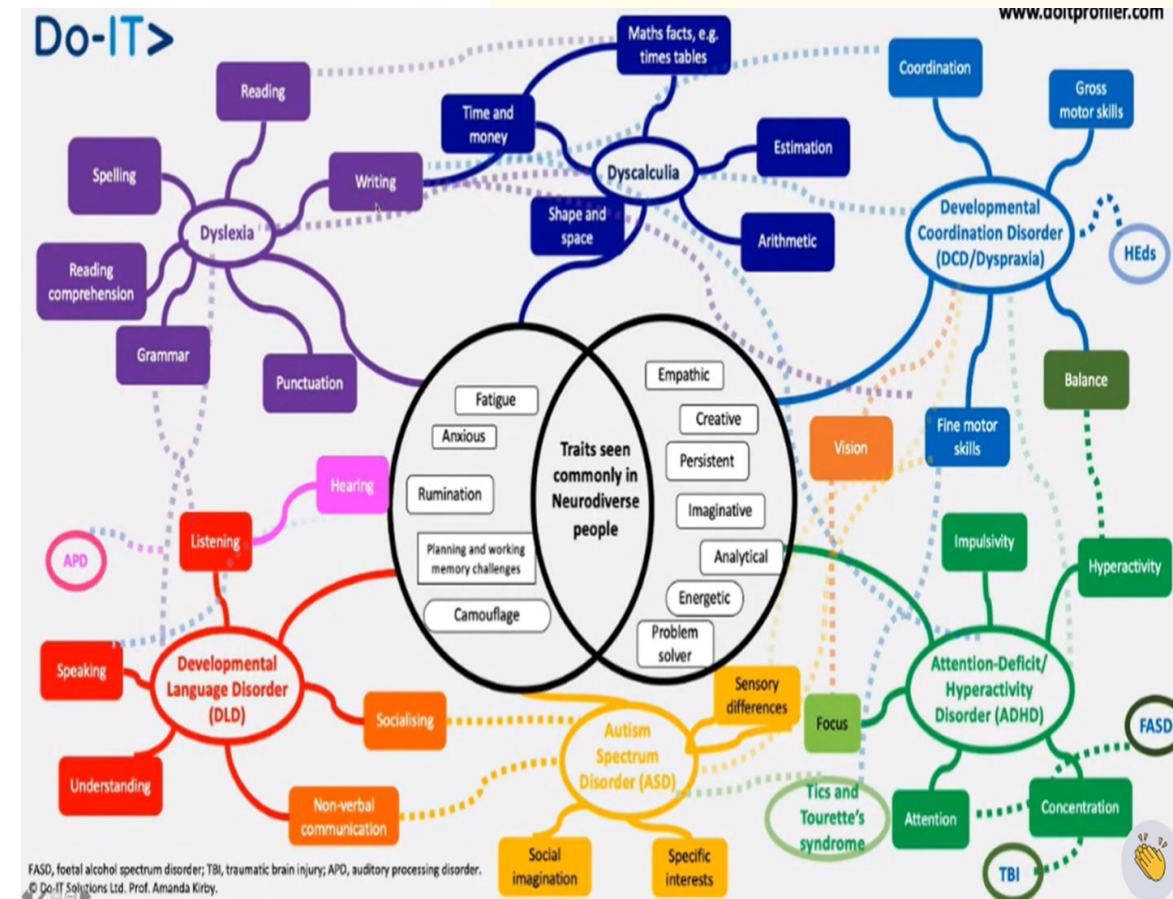 Do-IT>
www.doitprofiler.com
Maths facts, e.g.
times tables
Coordination
Reading
Gross
motor skills
Time and
money
Estimation
Spelling
Writing
Dyscalculia
Shape and
space
Arithmetic
Dyslexia
Developmental
Coordination Disorder
(DCD/Dyspraxia)
HEds
Reading
comprehension
Grammar
Punctuation
Balance
Fatigue
Anxious
Rumination
Planning and working
memory challenges
Camouflage
Traits seen
commonly in
Neurodiverse
people
Empathic
Creative
Persistent
Imaginative
Analytical
Energetic
Problem
solver
Vision
Fine motor
skills
Hearing
Listening
APD
Impulsivity
Hyperactivity
Speaking
Developmental
Language Disorder
(DLD)
Socialising
Understanding
Non-verbal
communication
Autism
Spectrum
Disorder (ASD)
Sensory
differences
Focus
Attention-Deficit/
Hyperactivity
Disorder (ADHD)
FASD
Tics and
Tourette's
syndrome
Attention
Concentration
TBI
Social
imagination
Specific
interests
FASD, foetal alcohol spectrum disorder; TBI, traumatic brain injury; APD, auditory processing disorder.
© Do-IT Solutions Ltd. Prof. Amanda Kirby.